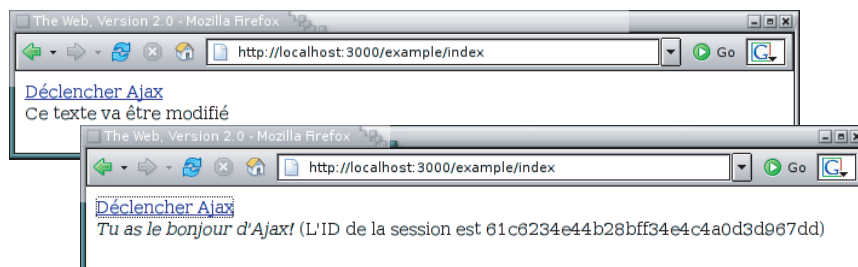 The Web, Version 2.0 - Mozilla Firefox
http://localhost:3000/example/index
Go
G
Déclencher Ajax
Ce texte va être modifié
The Web, Version 2.0 - Mozilla Firefox
http://localhost:3000/example/index
Go
G
Déclencher Ajax
Tu as le bonjour d'Ajax! (L'ID de la session est 61c6234e44b28bff34e4c4a0d3d967dd)